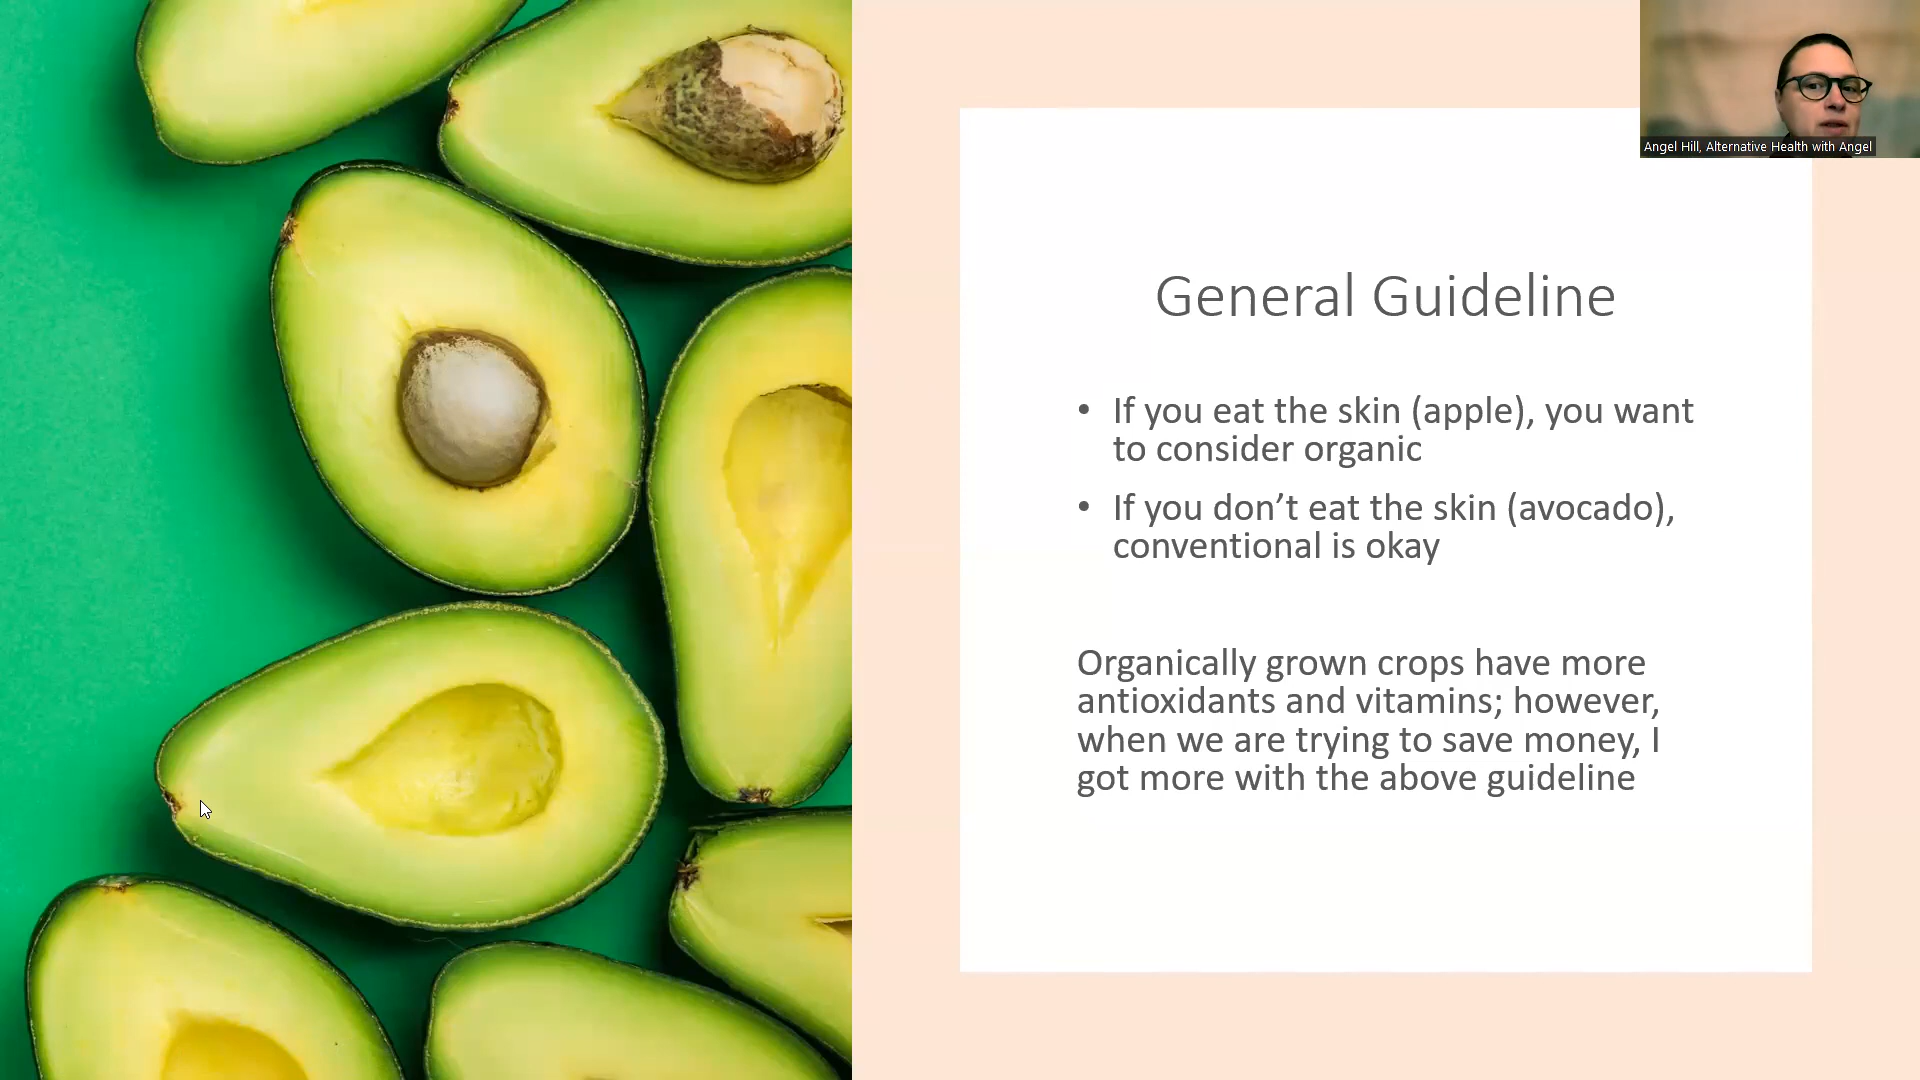 Angel Hill, Alternative Health with Angel
General Guideline
• If you eat the skin (apple), you want
to consider organic
• If you don’t eat the skin (avocado),
conventional is okay
Organically grown crops have more
antioxidants and vitamins; however,
when we are trying to save money, I
got more with the above guideline